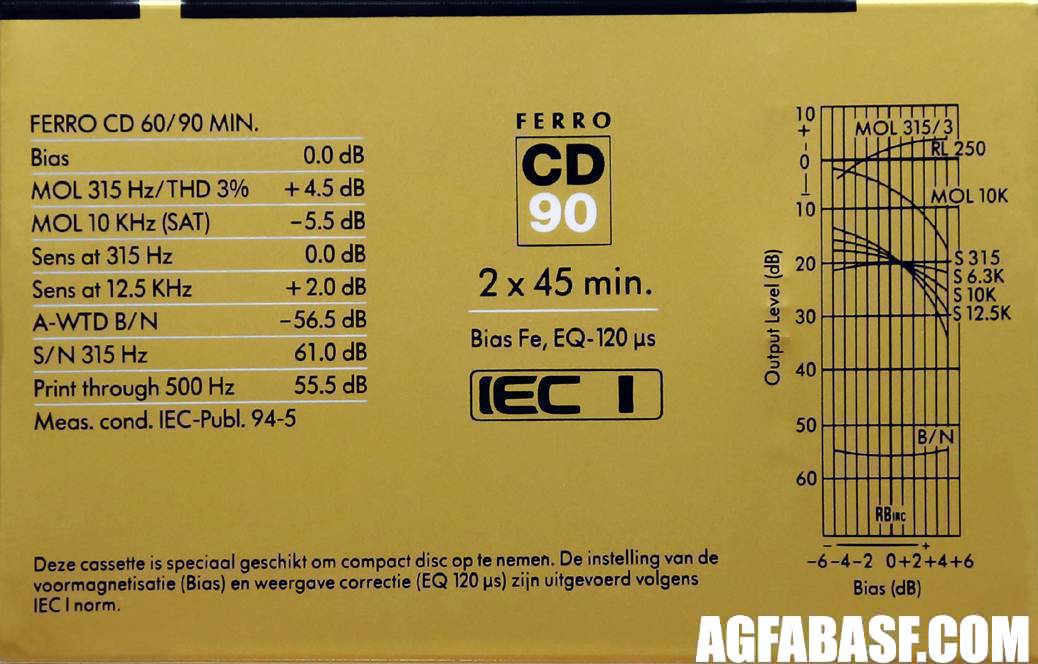 FERRO CD 60/90 MIN.
Bias 0.0 dB
MOL 315 Hz/THD 3% +4.5 dB
MOL 10 KHz (SAT) -5.5 dB
Sens at 315 Hz 0.0 dB
Sens at 12.5 KHz +2.0 dB
A-WTD B/N -56.5 dB
S/N 315 Hz 61.0 dB
Print through 500 Hz 55.5 dB
Meas. cond. IEC-Publ. 94-5
FERRO
CD
90
2 x 45 min.
Bias Fe, EQ-120 µs
IEC I
Output Level (dB)
10
+
-
0
-
10
20
30
40
50
60
MOL 315/3
RL 250
MOL 10K
S 315
S 6.3K
S 10K
S 12.5K
B/N
RBIRC
- +
-6-4-2 0+2+4+6
Bias (dB)
Deze cassette is speciaal geschikt om compact disc op te nemen. De instelling van de
voormagnetisatie (Bias) en weergave correctie (EQ 120 µs) zijn uitgevoerd volgens
IEC I norm.
AGFABASF.COM